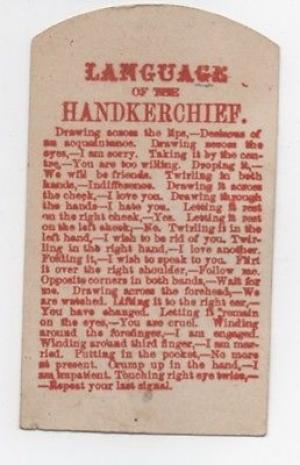 LANGUAGE
OF THE
HANDKERCHIEF.
Drawing across the lips,—Desirous of
an acquaintance. Drawing across the
eyes,—I am sorry. Taking it by the cen-
tre,—You are too willing. Droping it,—
We will be friends. Twirling in both
hands,—Indifference. Drawing it across
the cheek,—I love you. Drawing through
the hands—I hate you. Letting it rest
on the right cheek,—Yes. Letting it rest
on the left cheek;—No. Twirling it in the
left hand,—I wish to be rid of you. Twir-
ling in the right hand,—I love another.
Folding it,—I wish to speak to you. Flirt
it over the right shoulder,—Follow me.
Opposite corners in both hands,—Wait for
me. Drawing across the forehead,—We
are watched. Lifting it to the right ear,—
You have changed. Letting it remain
on the eyes,—You are cruel. Winding
around the forefinger,—I am engaged.
Winding around third finger,—I am mar-
ried. Putting in the pocket,—No more
at present. Crump up in the hand,—I
am impatient. Touching right eye twice,—
—Repeat your last signal.